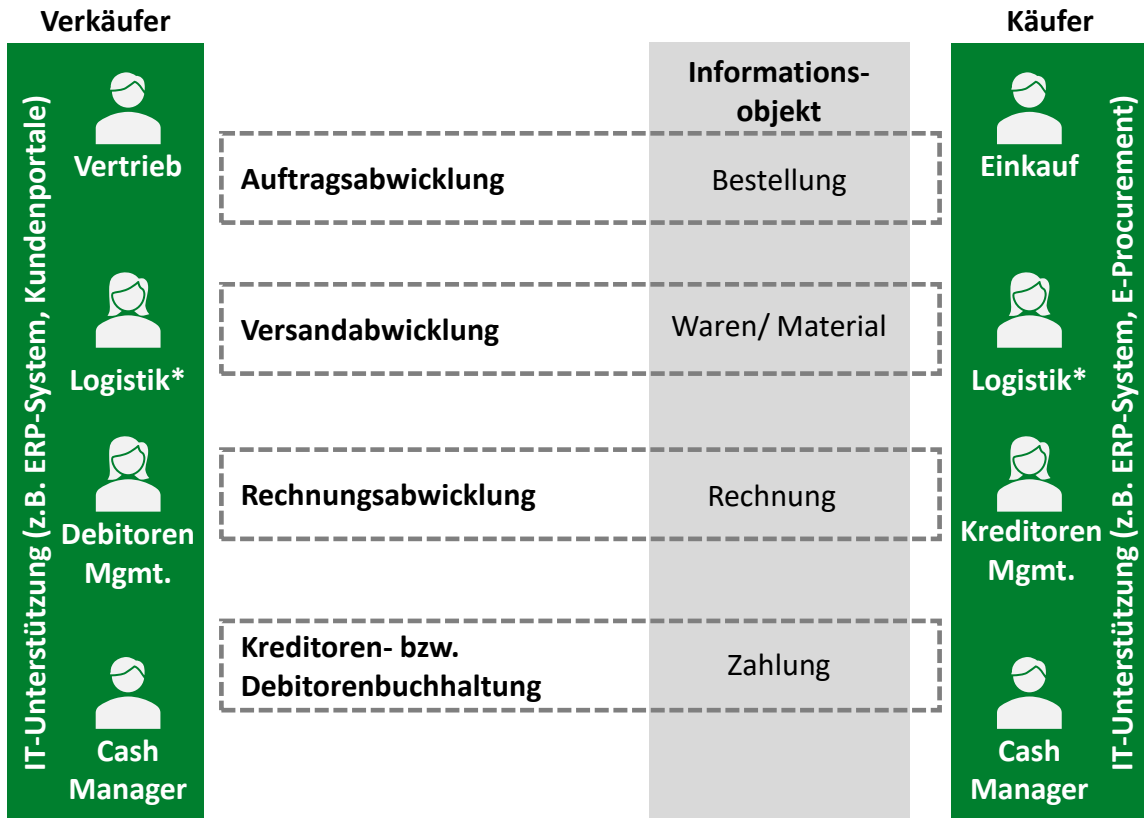 Verkäufer
Käufer
IT-Unterstützung (z.B. ERP-System, Kundenportale)
Vertrieb
Logistik*
Debitoren
Mgmt.
Cash
Manager
Informations-
objekt
Auftragsabwicklung
Bestellung
Versandabwicklung
Waren/ Material
Rechnungsabwicklung
Rechnung
Kreditoren- bzw.
Debitorenbuchhaltung
Zahlung
Einkauf
Logistik*
Kreditoren
Mgmt.
Cash
Manager
IT-Unterstützung (z.B. ERP-System, E-Procurement)